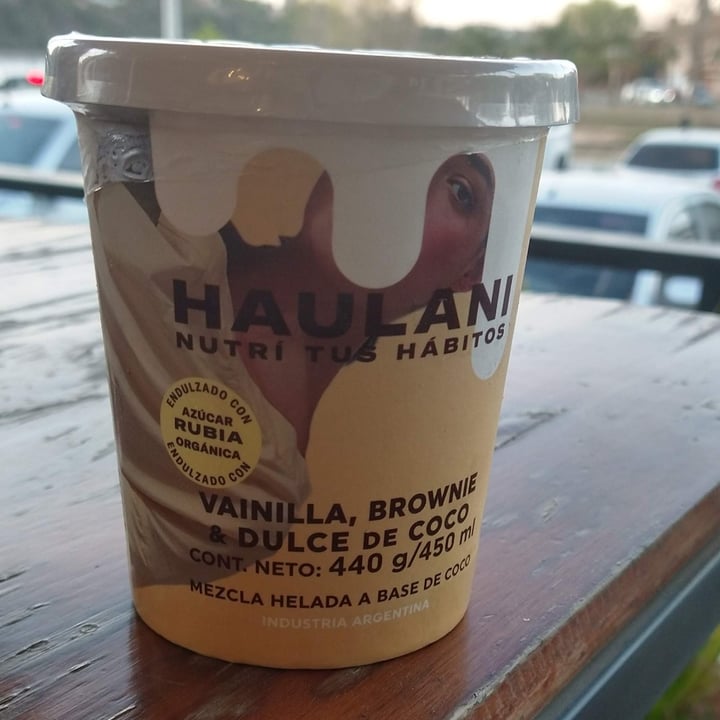 HAULANI
NUTRÍ TUS HÁBITOS
ENDULZADO CON
AZÚCAR
RUBIA
ORGÁNICA
ENDULZADO CON
VAINILLA, BROWNIE
& DULCE DE COCO
CONT. NETO: 440 g/450 ml
MEZCLA HELADA A BASE DE COCO
INDUSTRIA ARGENTINA